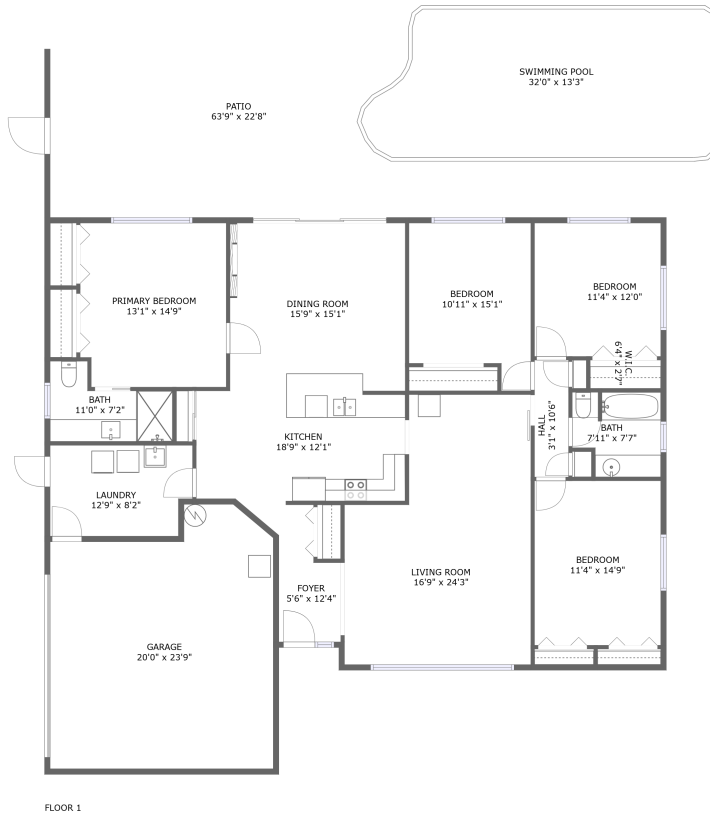 SWIMMING POOL
32'0" x 13'3"
PATIO
63'9" x 22'8"
PRIMARY BEDROOM
13'1" x 14'9"
DINING ROOM
15'9" x 15'1"
BEDROOM
10'11" x 15'1"
BEDROOM
11'4" x 12'0"
W.I.C.
6'4" x 2'7"
BATH
11'0" x 7'2"
KITCHEN
18'9" x 12'1"
HALL
3'1" x 10'6"
BATH
7'11" x 7'7"
LAUNDRY
12'9" x 8'2"
FOYER
5'6" x 12'4"
LIVING ROOM
16'9" x 24'3"
BEDROOM
11'4" x 14'9"
GARAGE
20'0" x 23'9"
FLOOR 1